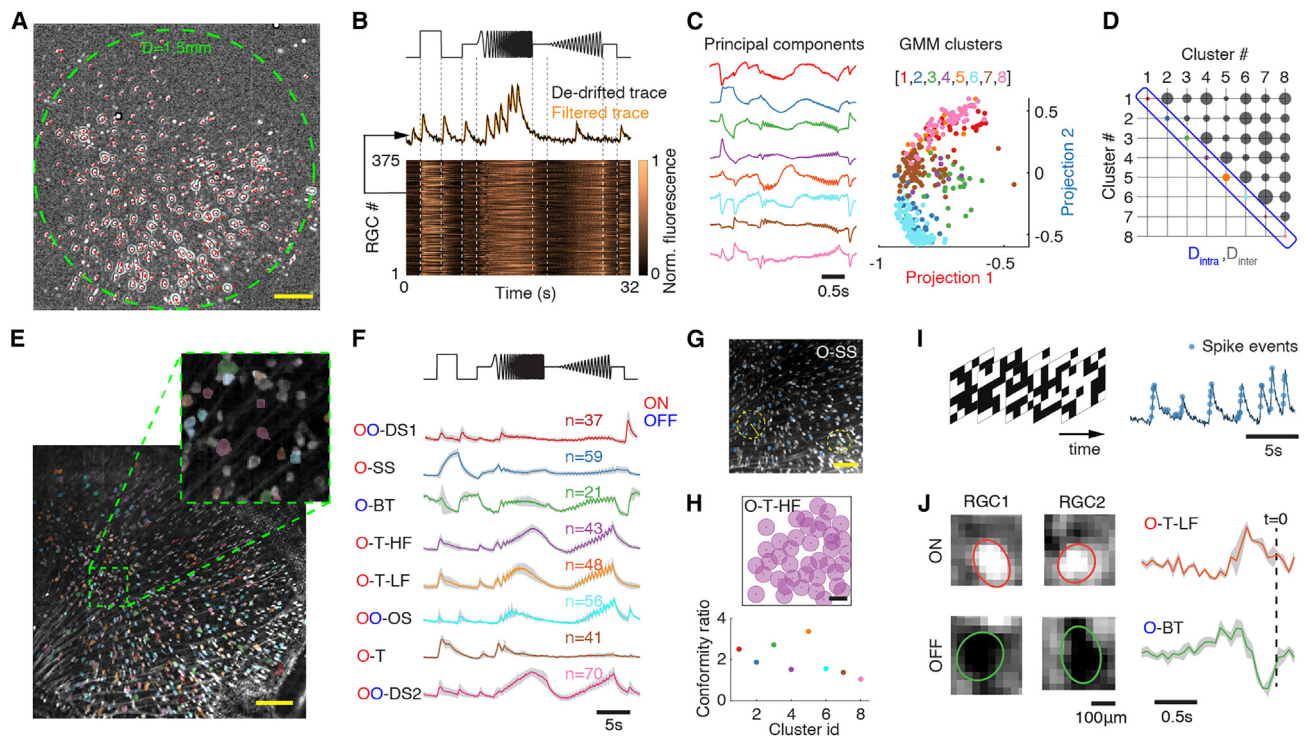 A
D=1.5mm
B
De-drifted trace
Filtered trace
375
RGC #
1
0
Time (s)
32
1
Norm. fluorescence
0
C
Principal components
0.5s
GMM clusters
[1,2,3,4,5,6,7,8]
0.5
0
-0.5
Projection 2
-1
-0.5
Projection 1
D
Cluster #
1 2 3 4 5 6 7 8
Cluster #
1
2
3
4
5
6
7
8
Dintra ,Dinter
E
F
ON
OFF
OO-DS1
n=37
O-SS
n=59
O-BT
n=21
O-T-HF
n=43
O-T-LF
n=48
OO-OS
n=56
O-T
n=41
OO-DS2
n=70
5s
G
O-SS
H
O-T-HF
Conformity ratio
4
2
0
2 4 6 8
Cluster id
I
time
Spike events
5s
J
RGC1
RGC2
ON
OFF
100μm
O-T-LF
t=0
O-BT
0.5s